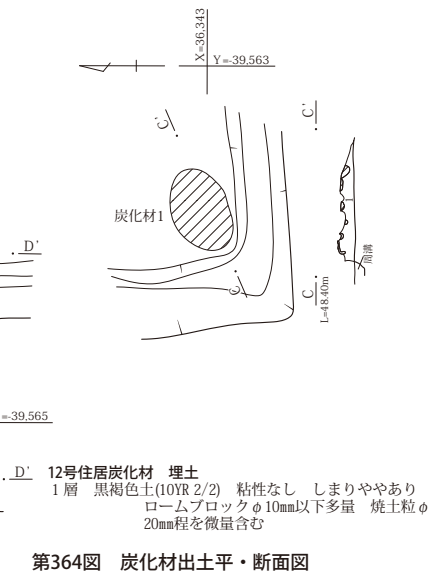 X=36,343
Y=-39,563
C'
C'
炭化材1
1
D'
周溝
C
C
L=48.40m
=-39,565
D' 12号住居炭化材 埋土
1層 黒褐色土(10YR 2/2) 粘性なし しまりややあり
ロームブロックφ10mm以下多量 焼土粒φ
20mm程を微量含む
第364図 炭化材出土平・断面図